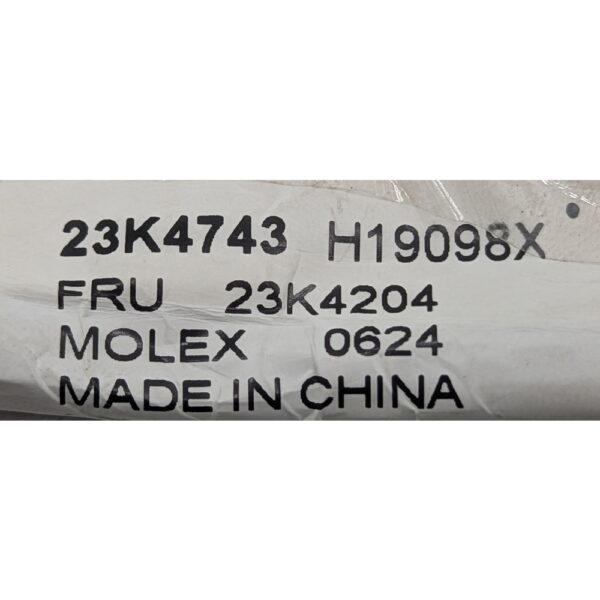 23K4743 H19098X
FRU 23K4204
MOLEX 0624
MADE IN CHINA